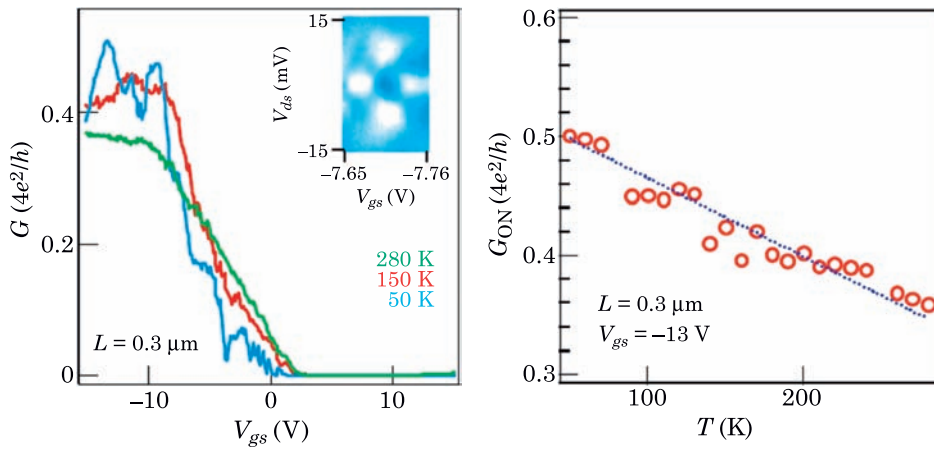 G (4e²/h)
0.4
0.2
0
−10
0
10
V_gs (V)
L = 0.3 µm
280 K
150 K
50 K
V_ds (mV)
15
−15
−7.65
−7.76
V_gs (V)
G_ON (4e²/h)
0.6
0.5
0.4
0.3
100
200
T (K)
L = 0.3 µm
V_gs = −13 V